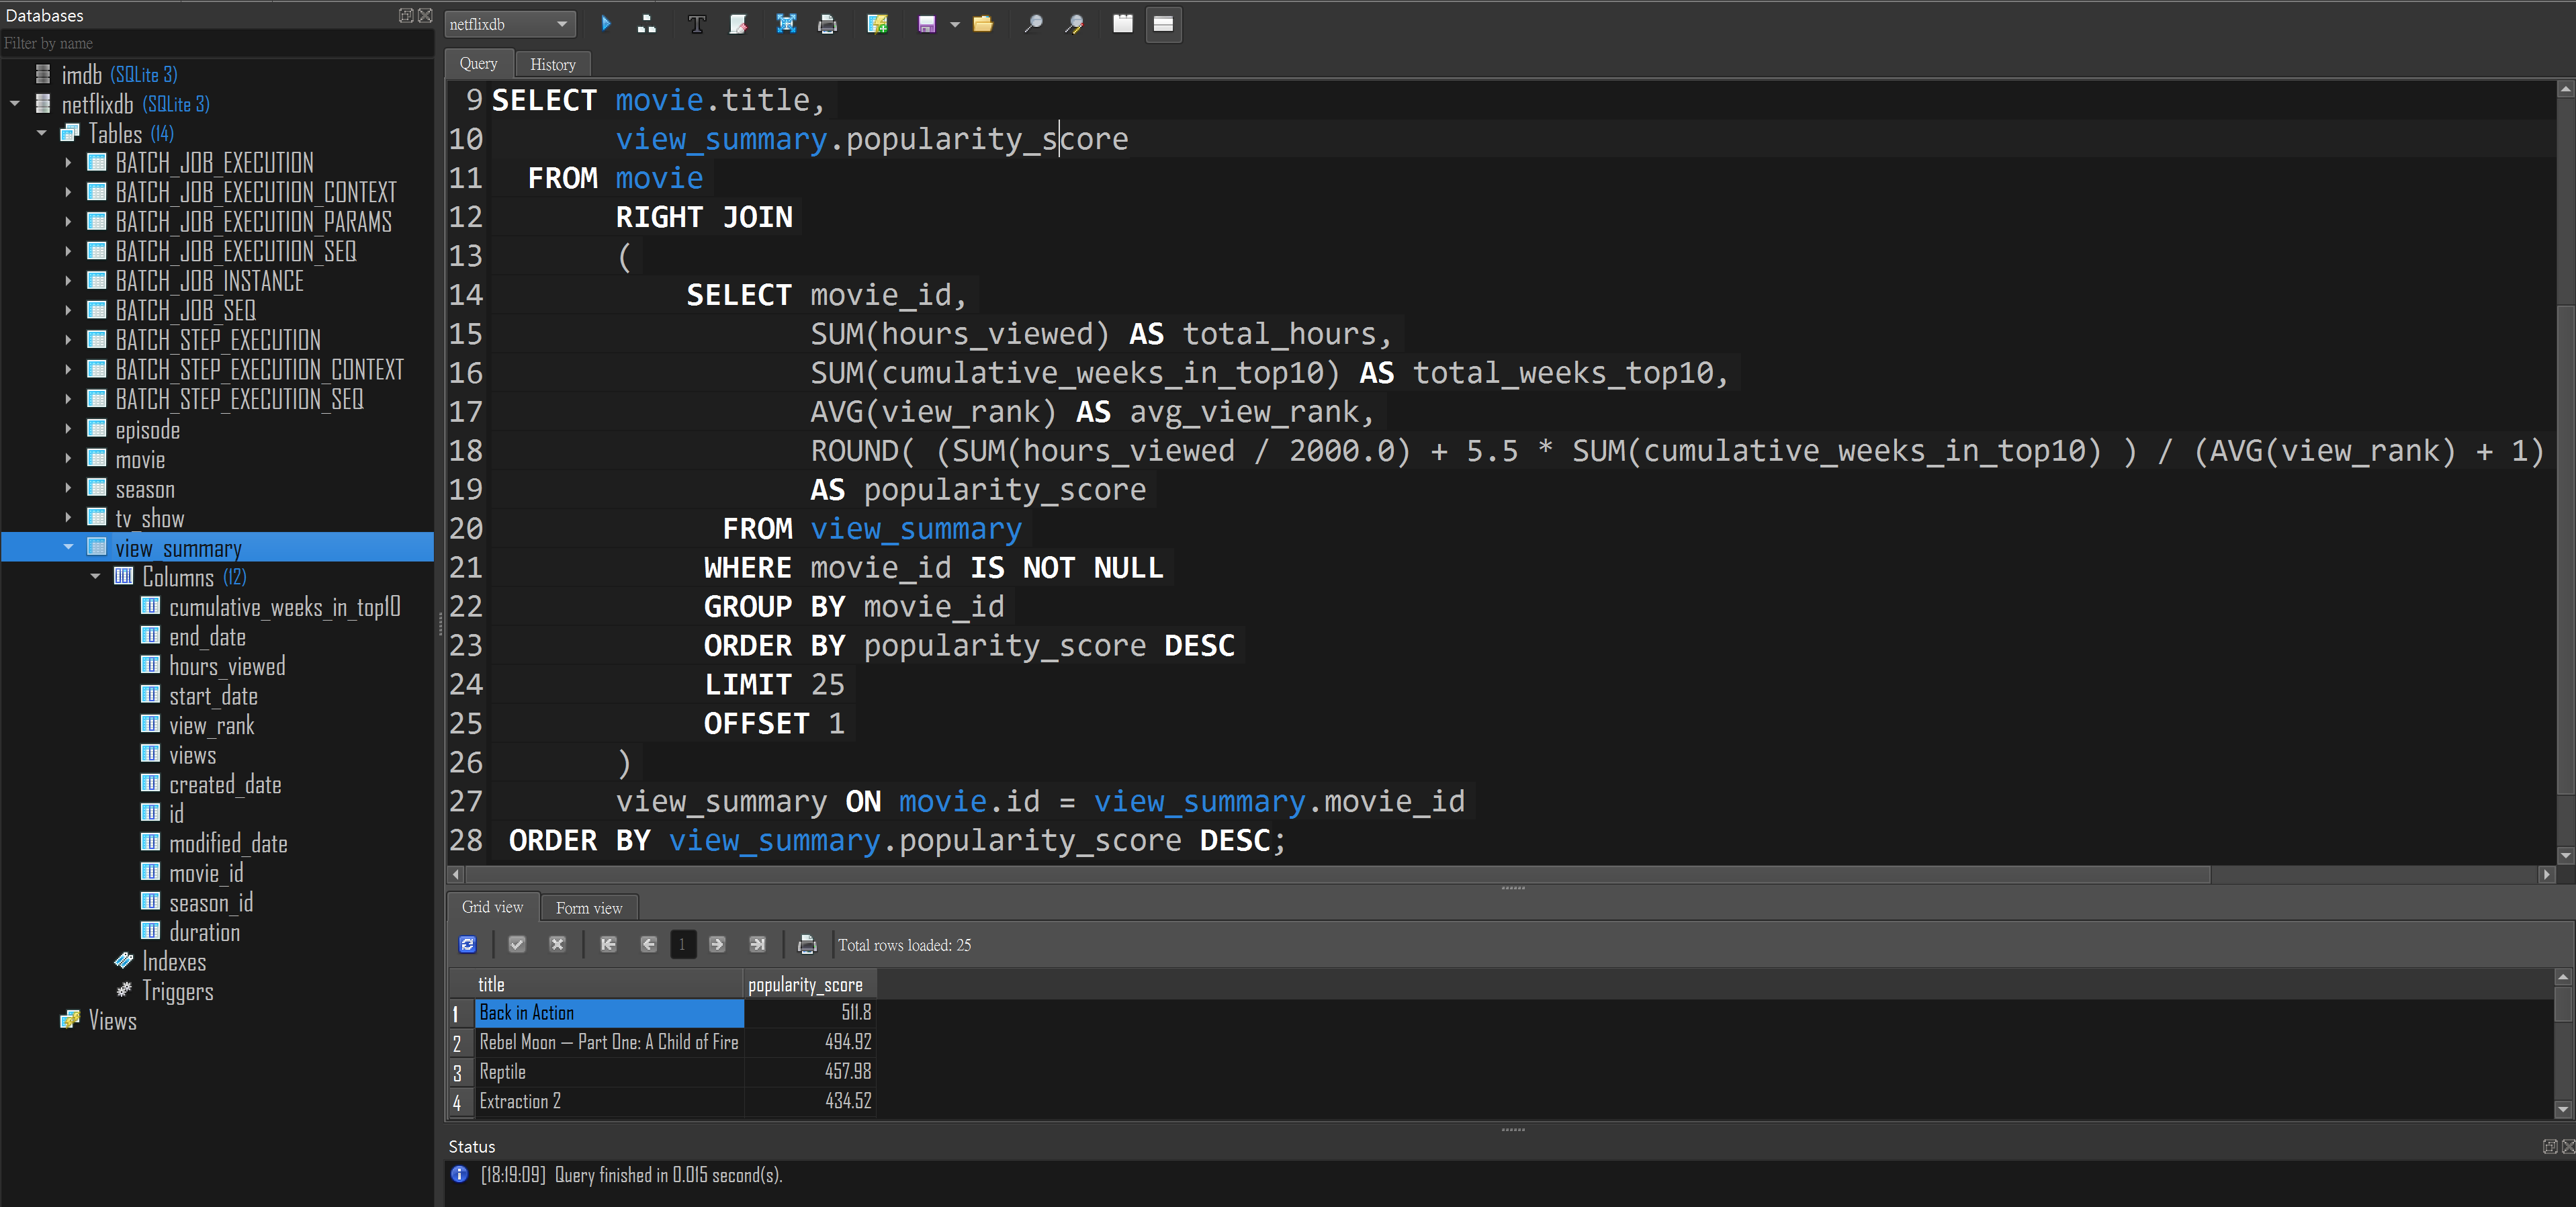 Databases
Filter by name
imdb (SQLite 3)
netflixdb (SQLite 3)
Tables (14)
BATCH_JOB_EXECUTION
BATCH_JOB_EXECUTION_CONTEXT
BATCH_JOB_EXECUTION_PARAMS
BATCH_JOB_EXECUTION_SEQ
BATCH_JOB_INSTANCE
BATCH_JOB_SEQ
BATCH_STEP_EXECUTION
BATCH_STEP_EXECUTION_CONTEXT
BATCH_STEP_EXECUTION_SEQ
episode
movie
season
tv_show
view_summary
Columns (12)
cumulative_weeks_in_top10
end_date
hours_viewed
start_date
view_rank
views
created_date
id
modified_date
movie_id
season_id
duration
Indexes
Triggers
Views
netflixdb
Query History
9 SELECT movie.title,
10 view_summary.popularity_score
11 FROM movie
12 RIGHT JOIN
13 (
14 SELECT movie_id,
15 SUM(hours_viewed) AS total_hours,
16 SUM(cumulative_weeks_in_top10) AS total_weeks_top10,
17 AVG(view_rank) AS avg_view_rank,
18 ROUND( (SUM(hours_viewed / 2000.0) + 5.5 * SUM(cumulative_weeks_in_top10) ) / (AVG(view_rank) + 1)
19 AS popularity_score
20 FROM view_summary
21 WHERE movie_id IS NOT NULL
22 GROUP BY movie_id
23 ORDER BY popularity_score DESC
24 LIMIT 25
25 OFFSET 1
26 )
27 view_summary ON movie.id = view_summary.movie_id
28 ORDER BY view_summary.popularity_score DESC;
Grid view Form view
1 Total rows loaded: 25
title popularity_score
1 Back in Action 511.8
2 Rebel Moon — Part One: A Child of Fire 494.92
3 Reptile 457.98
4 Extraction 2 434.52
Status
[18:19:09] Query finished in 0.015 second(s).